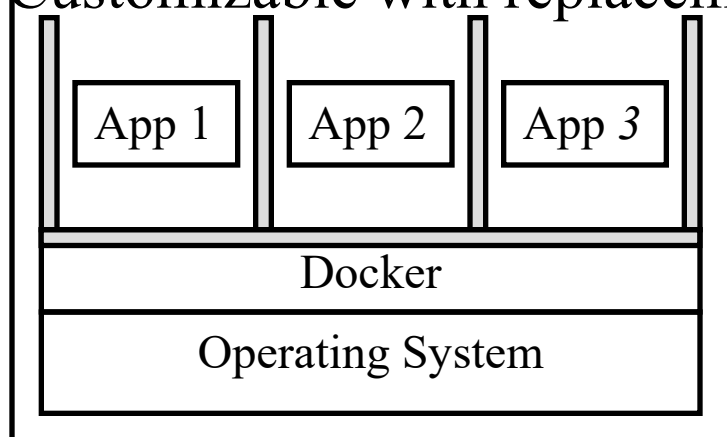 Customizable with
App 1 App 2 App 3
Docker
Operating System